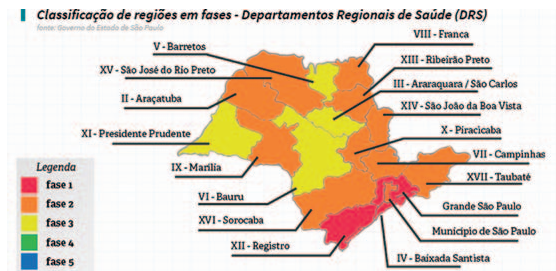 Classificação de regiões em fases - Departamentos Regionais de Saúde (DRS)
fonte: Governo do Estado de São Paulo
VIII - Franca
V - Barretos
XIII - Ribeirão Preto
XV - São José do Rio Preto
III - Araraquara / São Carlos
II - Araçatuba
XIV - São João da Boa Vista
XI - Presidente Prudente
X - Piracicaba
VII - Campinhas
IX - Marília
XVII - Taubaté
VI - Bauru
Grande São Paulo
XVI - Sorocaba
Município de São Paulo
XII - Registro
IV - Baixada Santista
Legenda
fase 1
fase 2
fase 3
fase 4
fase 5